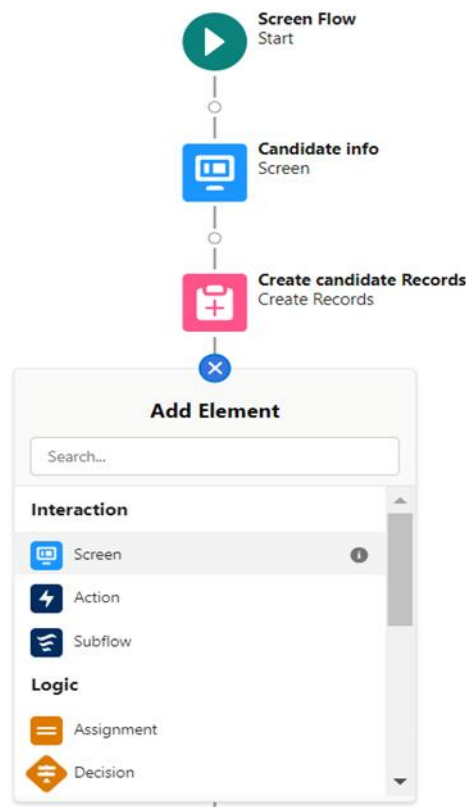 Screen Flow
Start
Candidate info
Screen
Create candidate Records
Create Records
Add Element
Search...
Interaction
Screen
Action
Subflow
Logic
Assignment
Decision